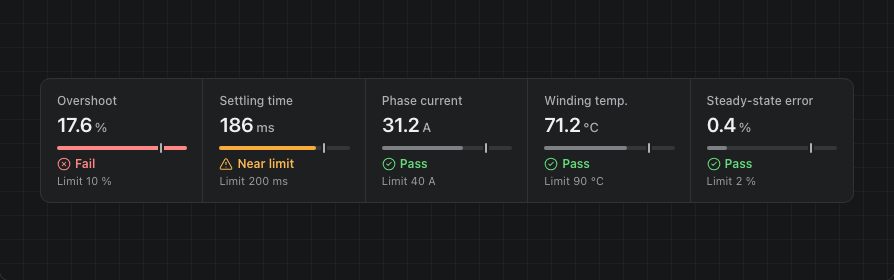 Overshoot
17.6 %
Fail
Limit 10 %
Settling time
186 ms
Near limit
Limit 200 ms
Phase current
31.2 A
Pass
Limit 40 A
Winding temp.
71.2 °C
Pass
Limit 90 °C
Steady-state error
0.4 %
Pass
Limit 2 %